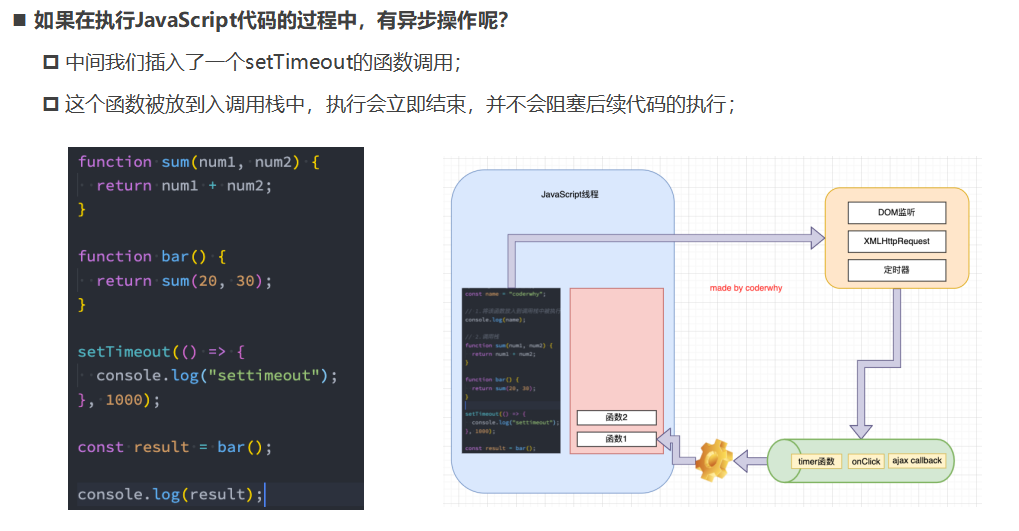 如果在执行JavaScript代码的过程中，有异步操作呢？
中间我们插入了一个setTimeout的函数调用；
这个函数被放到入调用栈中，执行会立即结束，并不会阻塞后续代码的执行；
function sum(num1, num2) {
return num1 + num2;
}
function bar() {
return sum(20, 30);
}
setTimeout(() => {
console.log("settimeout");
}, 1000);
const result = bar();
console.log(result);
JavaScript线程
const name = "coderwhy";
console.log(name);
function sum(num1, num2) {
return num1 + num2;
}
function bar() {
return sum(20, 30);
}
setTimeout(() => {
console.log("settimeout");
}, 1000);
const result = bar();
函数2
函数1
DOM监听
XMLHttpRequest
定时器
made by coderwhy
timer函数
onClick
ajax callback